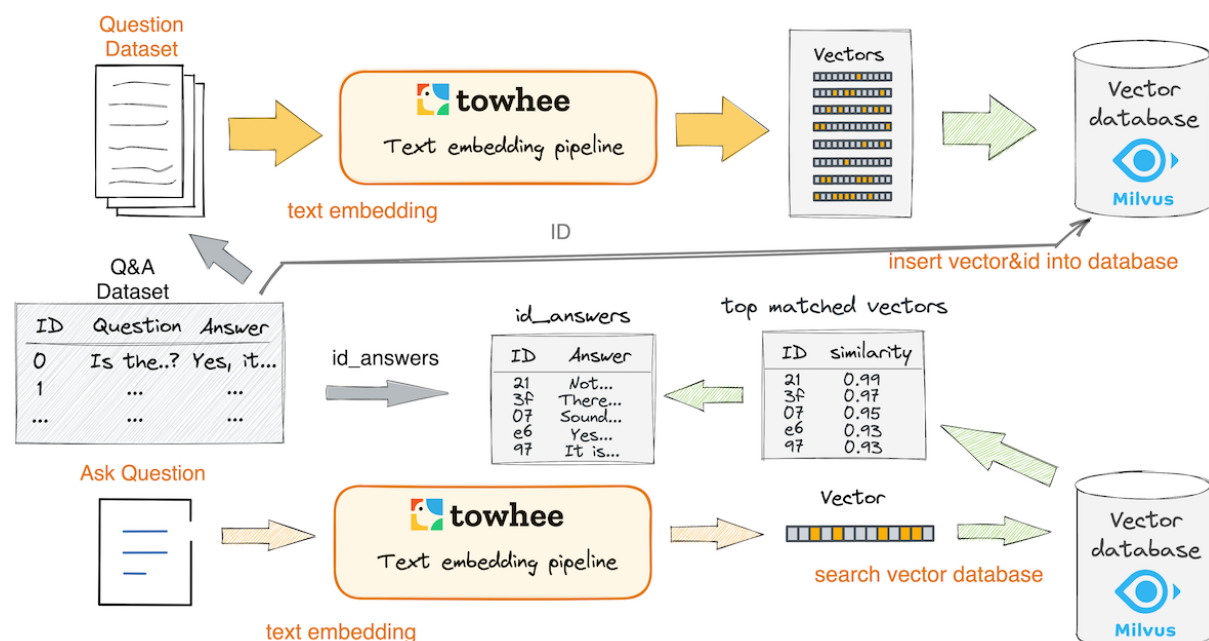 Question
Dataset
towhee
Text embedding pipeline
text embedding
Vectors
Vector
database
Milvus
ID
insert vector&id into database
Q&A
Dataset
ID Question Answer
0 Is the..? Yes, it...
1 ... ...
... ... ...
id_answers
id_answers
ID Answer
21 Not...
3f There...
07 Sound...
e6 Yes...
97 It is...
top matched vectors
ID similarity
21 0.99
3f 0.97
07 0.95
e6 0.93
97 0.93
Ask Question
towhee
Text embedding pipeline
text embedding
Vector
search vector database
Vector
database
Milvus